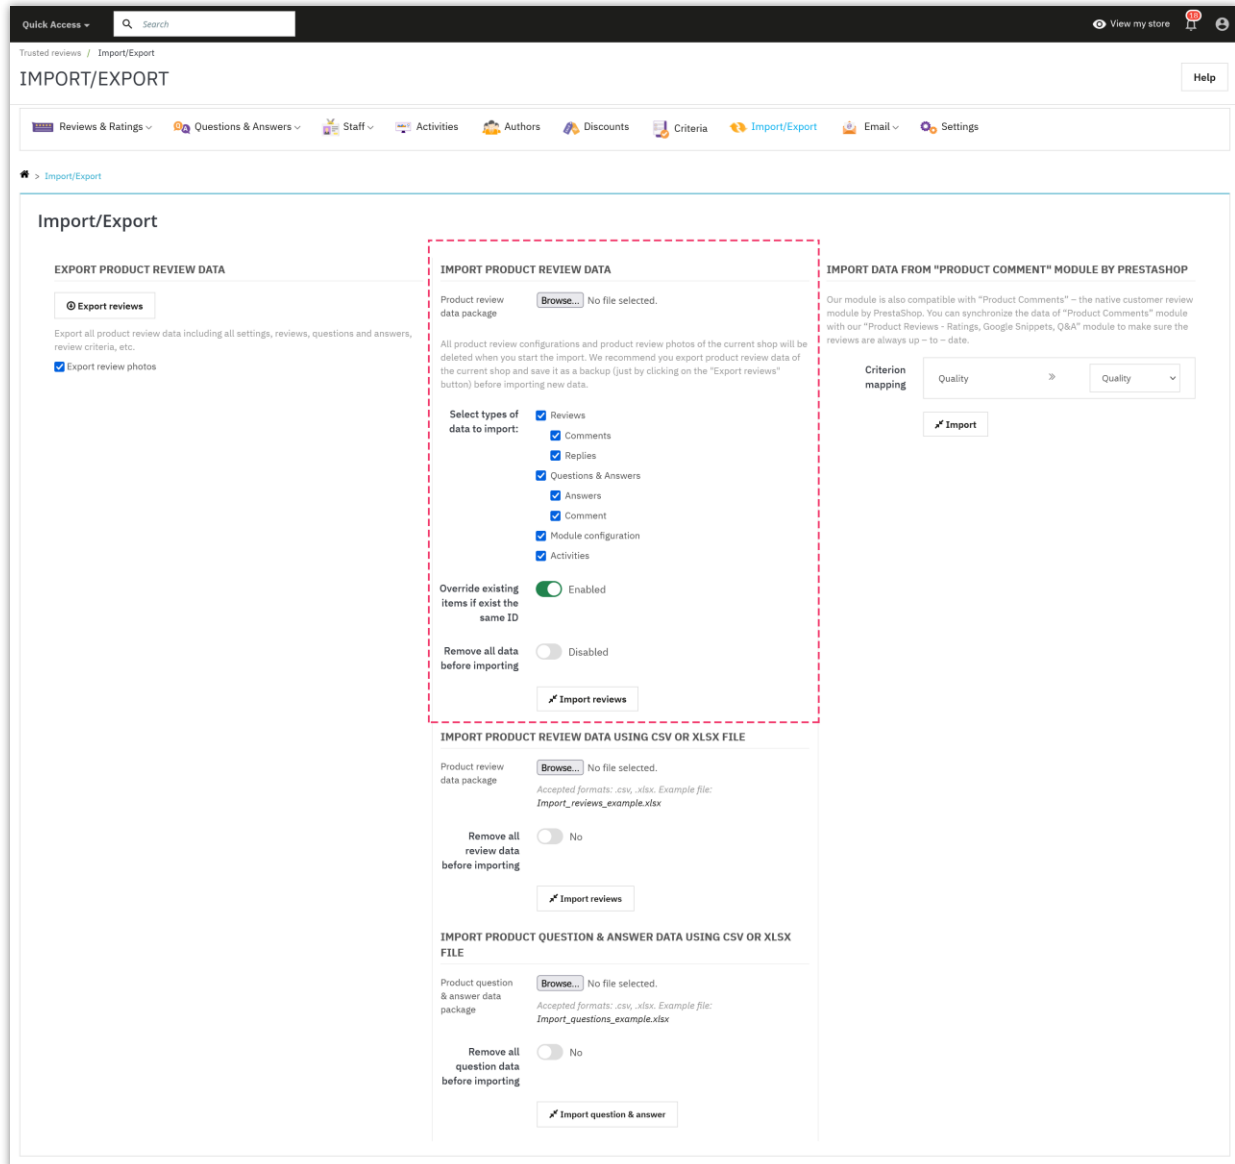 Quick Access
Search
View my store
Trusted reviews / Import/Export
IMPORT/EXPORT
Help
Reviews & Ratings
Questions & Answers
Staff
Activities
Authors
Discounts
Criteria
Import/Export
Email
Settings
> Import/Export
Import/Export
EXPORT PRODUCT REVIEW DATA
Export reviews
Export all product review data including all settings, reviews, questions and answers,
review criteria, etc.
Export review photos
IMPORT PRODUCT REVIEW DATA
Product review
data package
Browse... No file selected.
All product review configurations and product review photos of the current shop will be
deleted when you start the import. We recommend you export product review data of
the current shop and save it as a backup (just by clicking on the "Export reviews"
button) before importing new data.
Select types of
data to import:
Reviews
Comments
Replies
Questions & Answers
Answers
Comment
Module configuration
Activities
Override existing
items if exist the
same ID
Enabled
Remove all data
before importing
Disabled
Import reviews
IMPORT PRODUCT REVIEW DATA USING CSV OR XLSX FILE
Product review
data package
Browse... No file selected.
Accepted formats: .csv, .xlsx. Example file:
Import_reviews_example.xlsx
Remove all
review data
before importing
No
Import reviews
IMPORT PRODUCT QUESTION & ANSWER DATA USING CSV OR XLSX
FILE
Product question
& answer data
package
Browse... No file selected.
Accepted formats: .csv, .xlsx. Example file:
Import_questions_example.xlsx
Remove all
question data
before importing
No
Import question & answer
IMPORT DATA FROM "PRODUCT COMMENT" MODULE BY PRESTASHOP
Our module is also compatible with “Product Comments” – the native customer review
module by PrestaShop. You can synchronize the data of “Product Comments” module
with our “Product Reviews - Ratings, Google Snippets, Q&A” module to make sure the
reviews are always up – to – date.
Criterion
mapping
Quality » Quality
Import